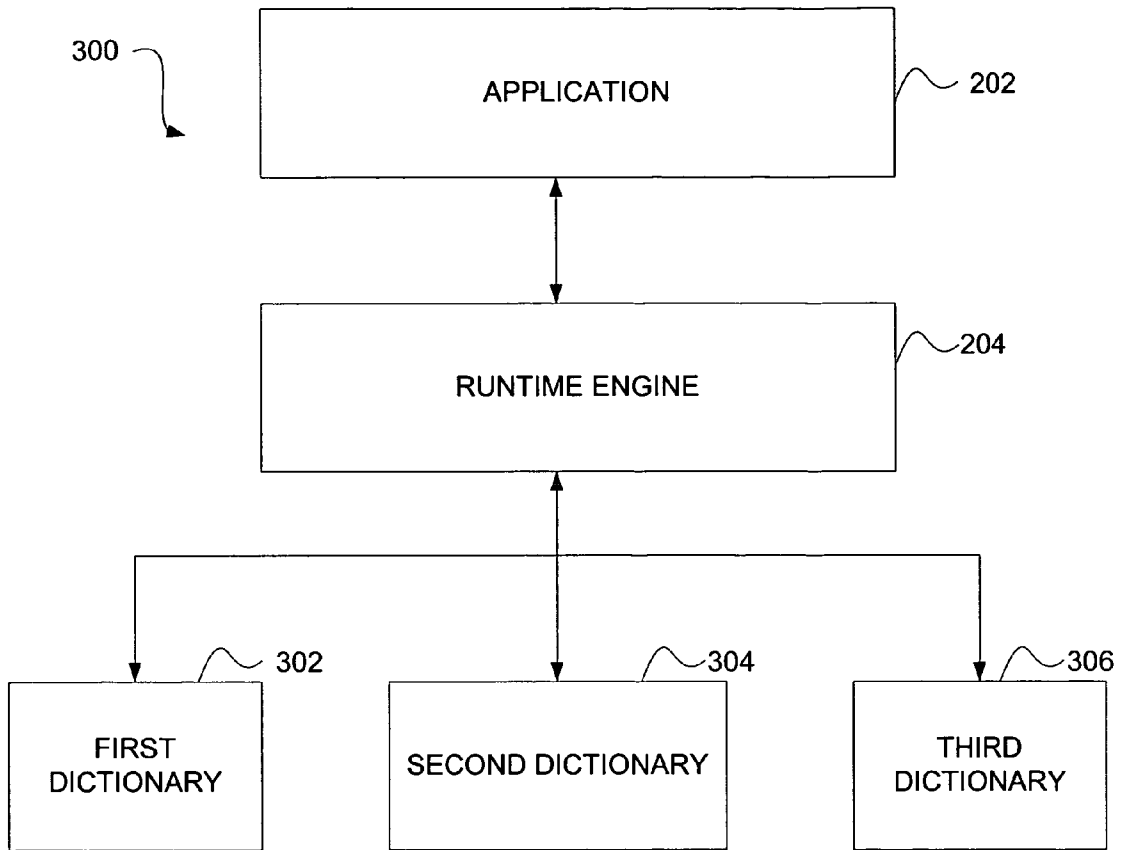 300
APPLICATION
202
RUNTIME ENGINE
204
302
304
306
FIRST
DICTIONARY
SECOND DICTIONARY
THIRD
DICTIONARY